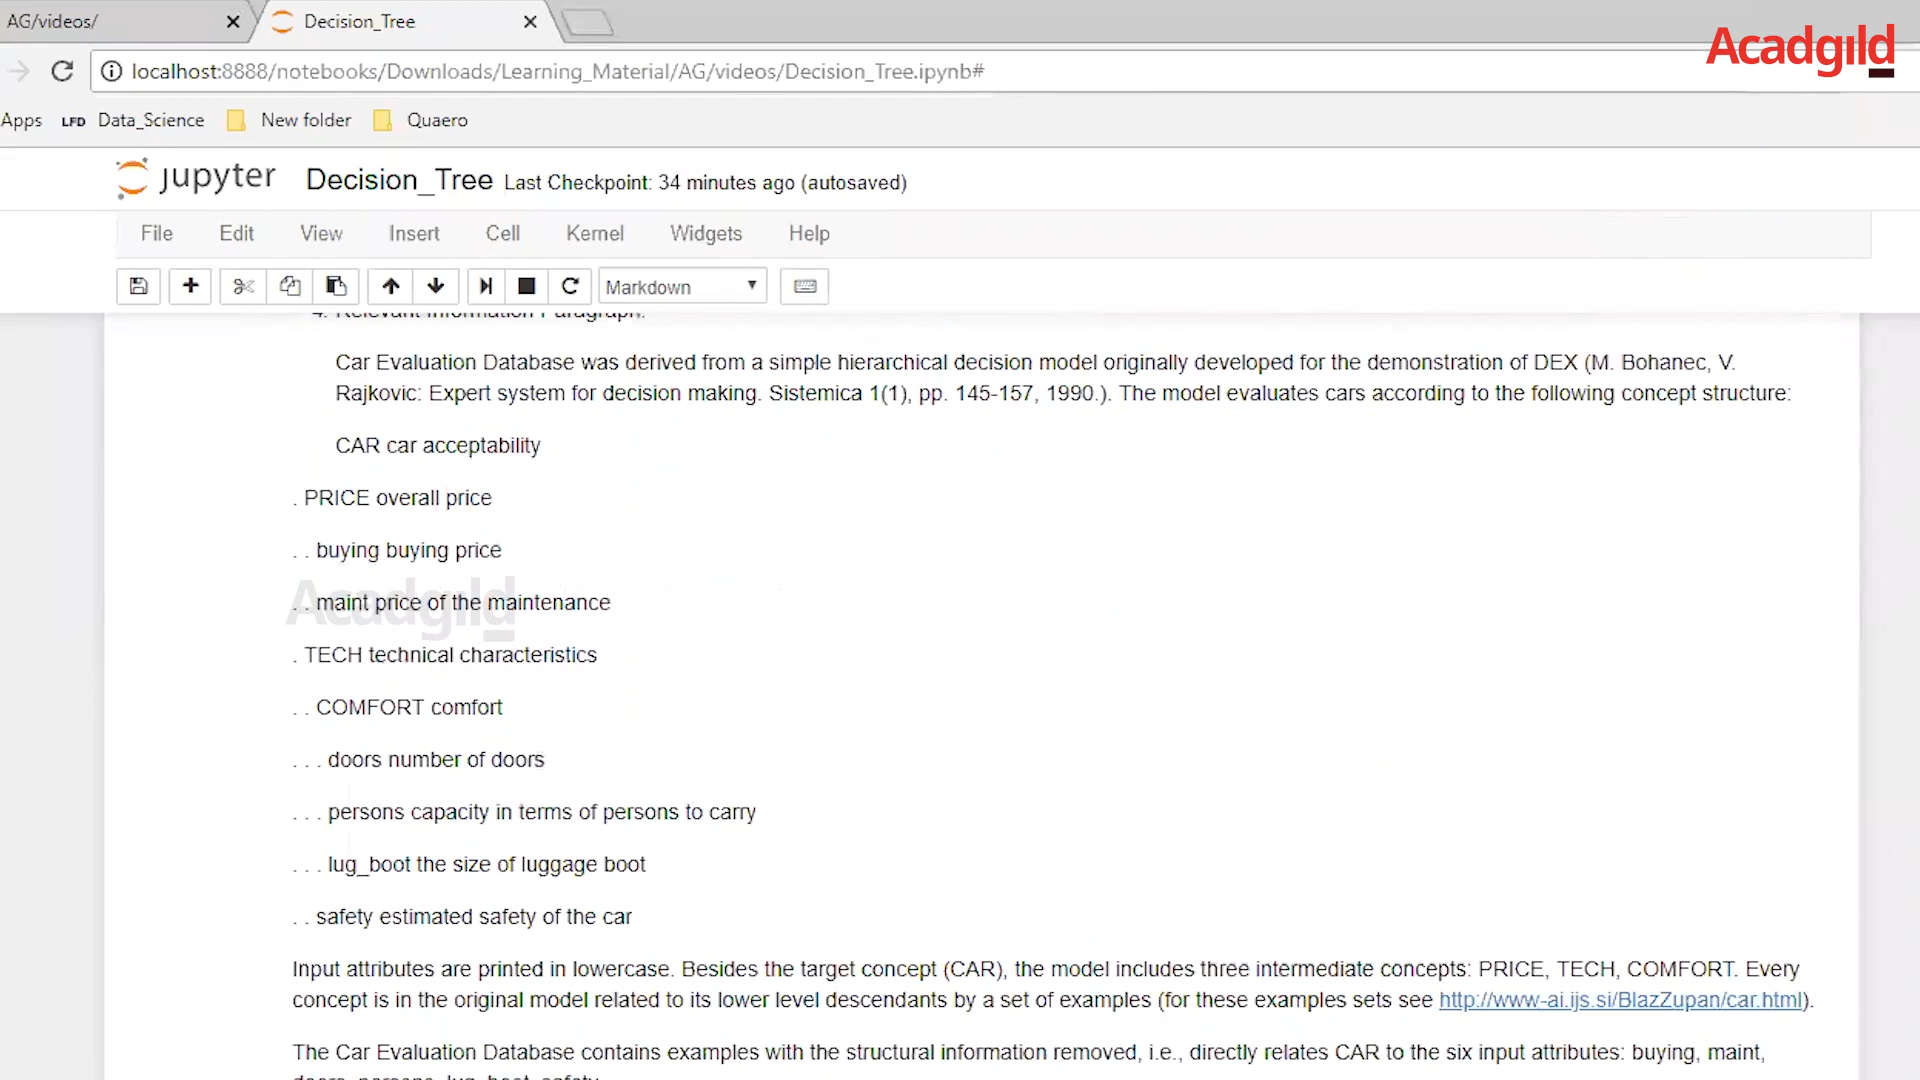 AG/videos/
Decision_Tree
Acadgıld
localhost:8888/notebooks/Downloads/Learning_Material/AG/videos/Decision_Tree.ipynb#
Apps LFD Data_Science New folder Quaero
jupyter Decision_Tree Last Checkpoint: 34 minutes ago (autosaved)
File Edit View Insert Cell Kernel Widgets Help
Markdown
4. Relevant Information Paragraph:
Car Evaluation Database was derived from a simple hierarchical decision model originally developed for the demonstration of DEX (M. Bohanec, V.
Rajkovic: Expert system for decision making. Sistemica 1(1), pp. 145-157, 1990.). The model evaluates cars according to the following concept structure:
CAR car acceptability
. PRICE overall price
. . buying buying price
Acadgıld
. . maint price of the maintenance
. TECH technical characteristics
. . COMFORT comfort
. . . doors number of doors
. . . persons capacity in terms of persons to carry
. . . lug_boot the size of luggage boot
. . safety estimated safety of the car
Input attributes are printed in lowercase. Besides the target concept (CAR), the model includes three intermediate concepts: PRICE, TECH, COMFORT. Every
concept is in the original model related to its lower level descendants by a set of examples (for these examples sets see http://www-ai.ijs.si/BlazZupan/car.html).
The Car Evaluation Database contains examples with the structural information removed, i.e., directly relates CAR to the six input attributes: buying, maint,
doors, persons, lug_boot, safety.